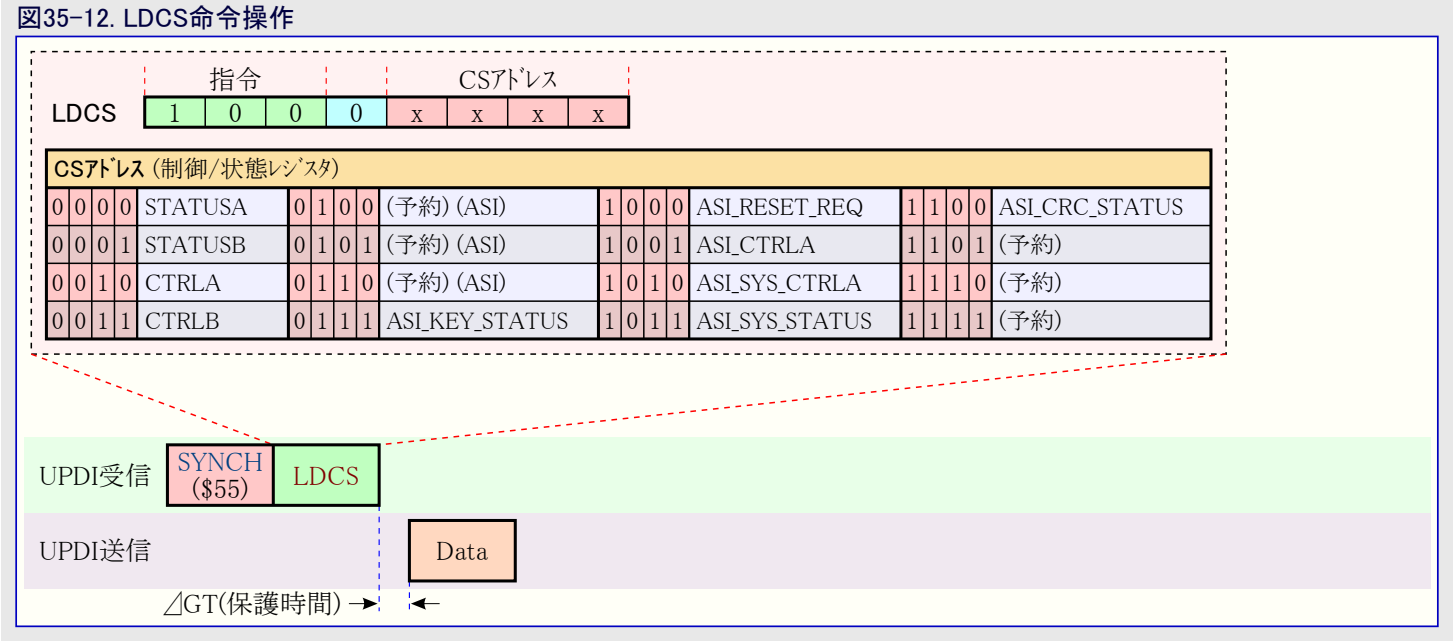 図35-12. LDCS命令操作
指令 CSアドレス
LDCS 1 0 0 0 x x x x
CSアドレス (制御/状態レジスタ)
0 0 0 0 STATUSA 0 1 0 0 (予約) (ASI) 1 0 0 0 ASI_RESET_REQ 1 1 0 0 ASI_CRC_STATUS
0 0 0 1 STATUSB 0 1 0 1 (予約) (ASI) 1 0 0 1 ASI_CTRLA 1 1 0 1 (予約)
0 0 1 0 CTRLA 0 1 1 0 (予約) (ASI) 1 0 1 0 ASI_SYS_CTRLA 1 1 1 0 (予約)
0 0 1 1 CTRLB 0 1 1 1 ASI_KEY_STATUS 1 0 1 1 ASI_SYS_STATUS 1 1 1 1 (予約)
UPDI受信 SYNCH ($55) LDCS
UPDI送信 Data
⊿GT(保護時間)